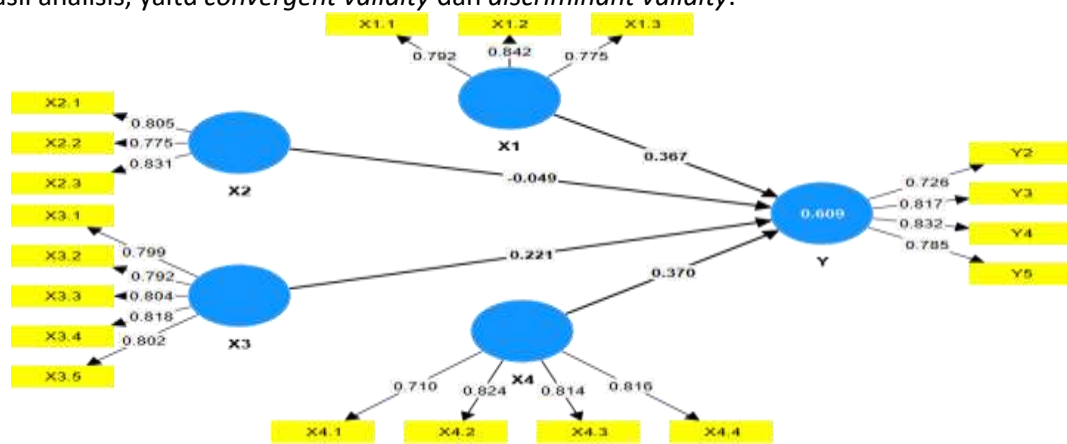 analisis, yaitu convergent validity dan discriminant validity.
X1.1 X1.2 X1.3
0.792 0.842 0.775
X1
X2.1
X2.2
X2.3
0.805
0.775
0.831
X2
X3.1
X3.2
X3.3
X3.4
X3.5
0.799
0.792
0.804
0.818
0.802
X3
0.367
-0.049
0.221
0.370
0.609
Y
0.726
0.817
0.832
0.785
Y2
Y3
Y4
Y5
X4
0.710 0.824 0.814 0.816
X4.1 X4.2 X4.3 X4.4